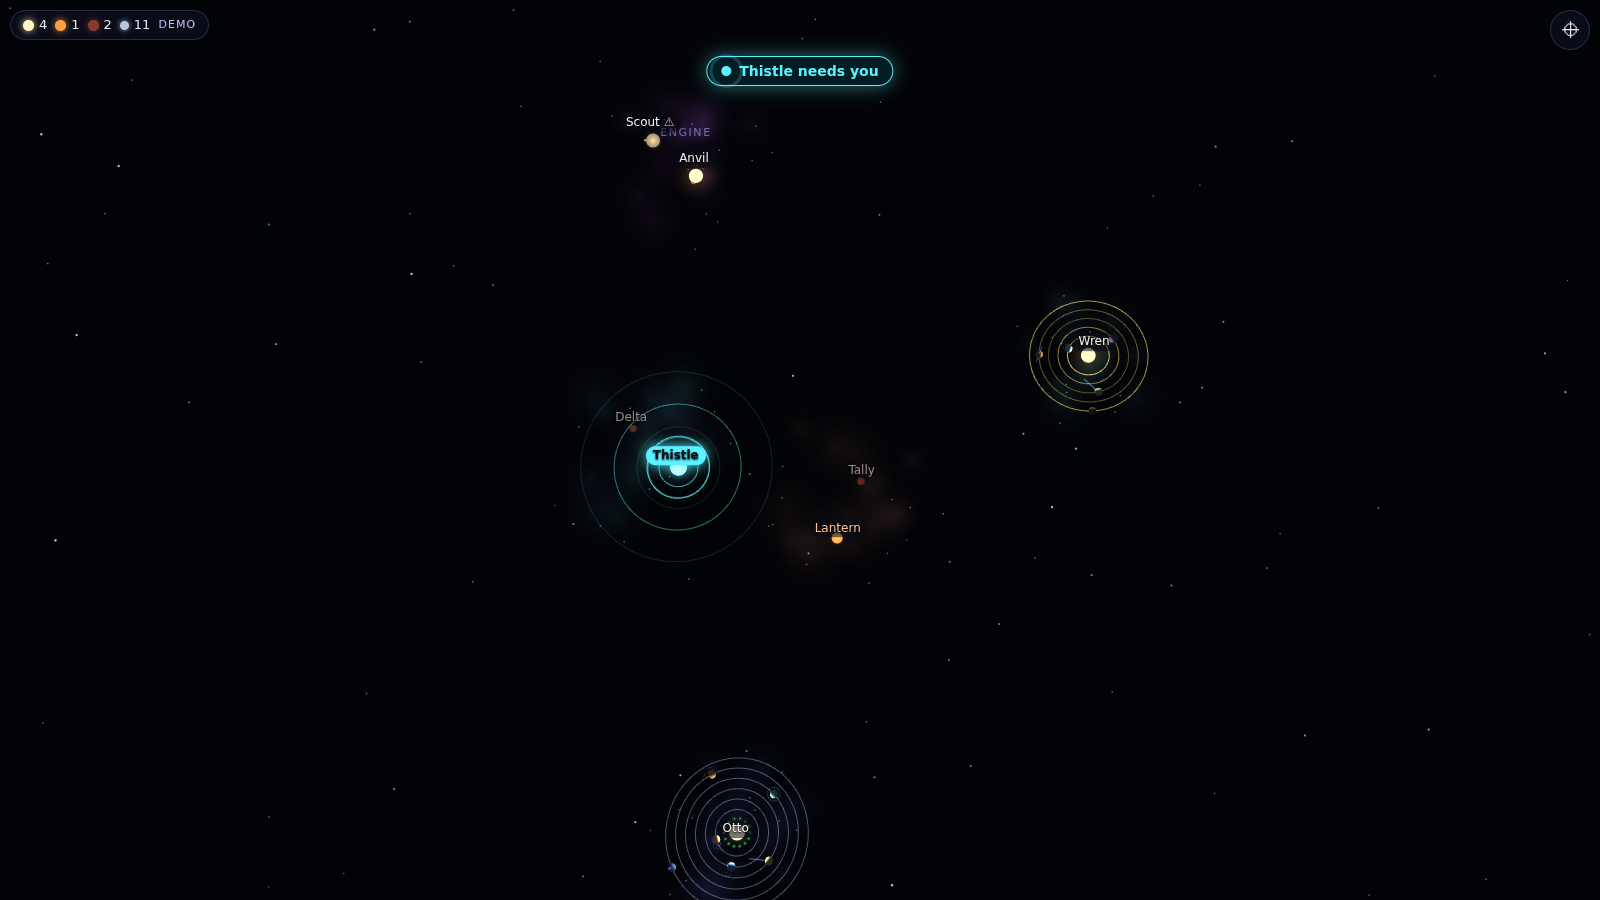 4 1 2 11 DEMO
Thistle needs you
Scout ⚠
ENGINE
Anvil
Wren
Delta
Thistle
Tally
Lantern
Otto